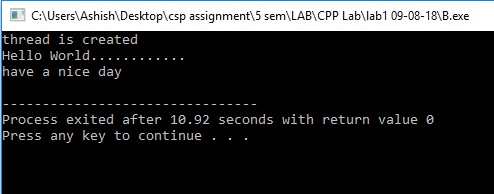 C:\Users\Ashish\Desktop\csp assignment\5 sem\LAB\CPP Lab\lab1 09-08-18\B.exe
thread is created
Hello World............
have a nice day
--------------------------------
Process exited after 10.92 seconds with return value 0
Press any key to continue . . .